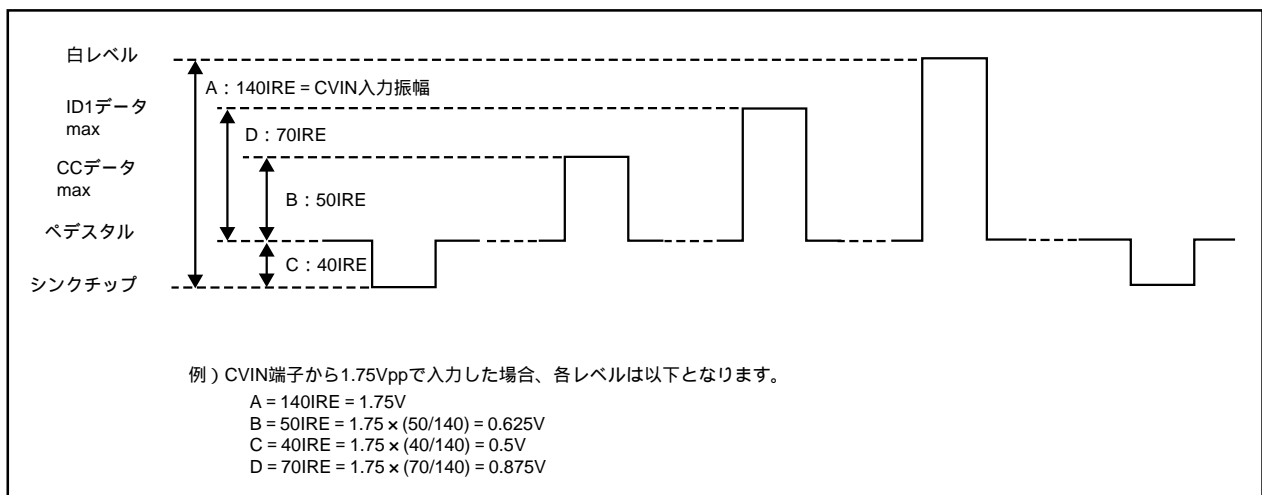 白レベル
A：140IRE = CVIN入力振幅
ID1データ
max
D：70IRE
CCデータ
max
B：50IRE
ペデスタル
C：40IRE
シンクチップ
例）CVIN端子から1.75Vppで入力した場合、各レベルは以下となります。
A = 140IRE = 1.75V
B = 50IRE = 1.75 × (50/140) = 0.625V
C = 40IRE = 1.75 × (40/140) = 0.5V
D = 70IRE = 1.75 × (70/140) = 0.875V